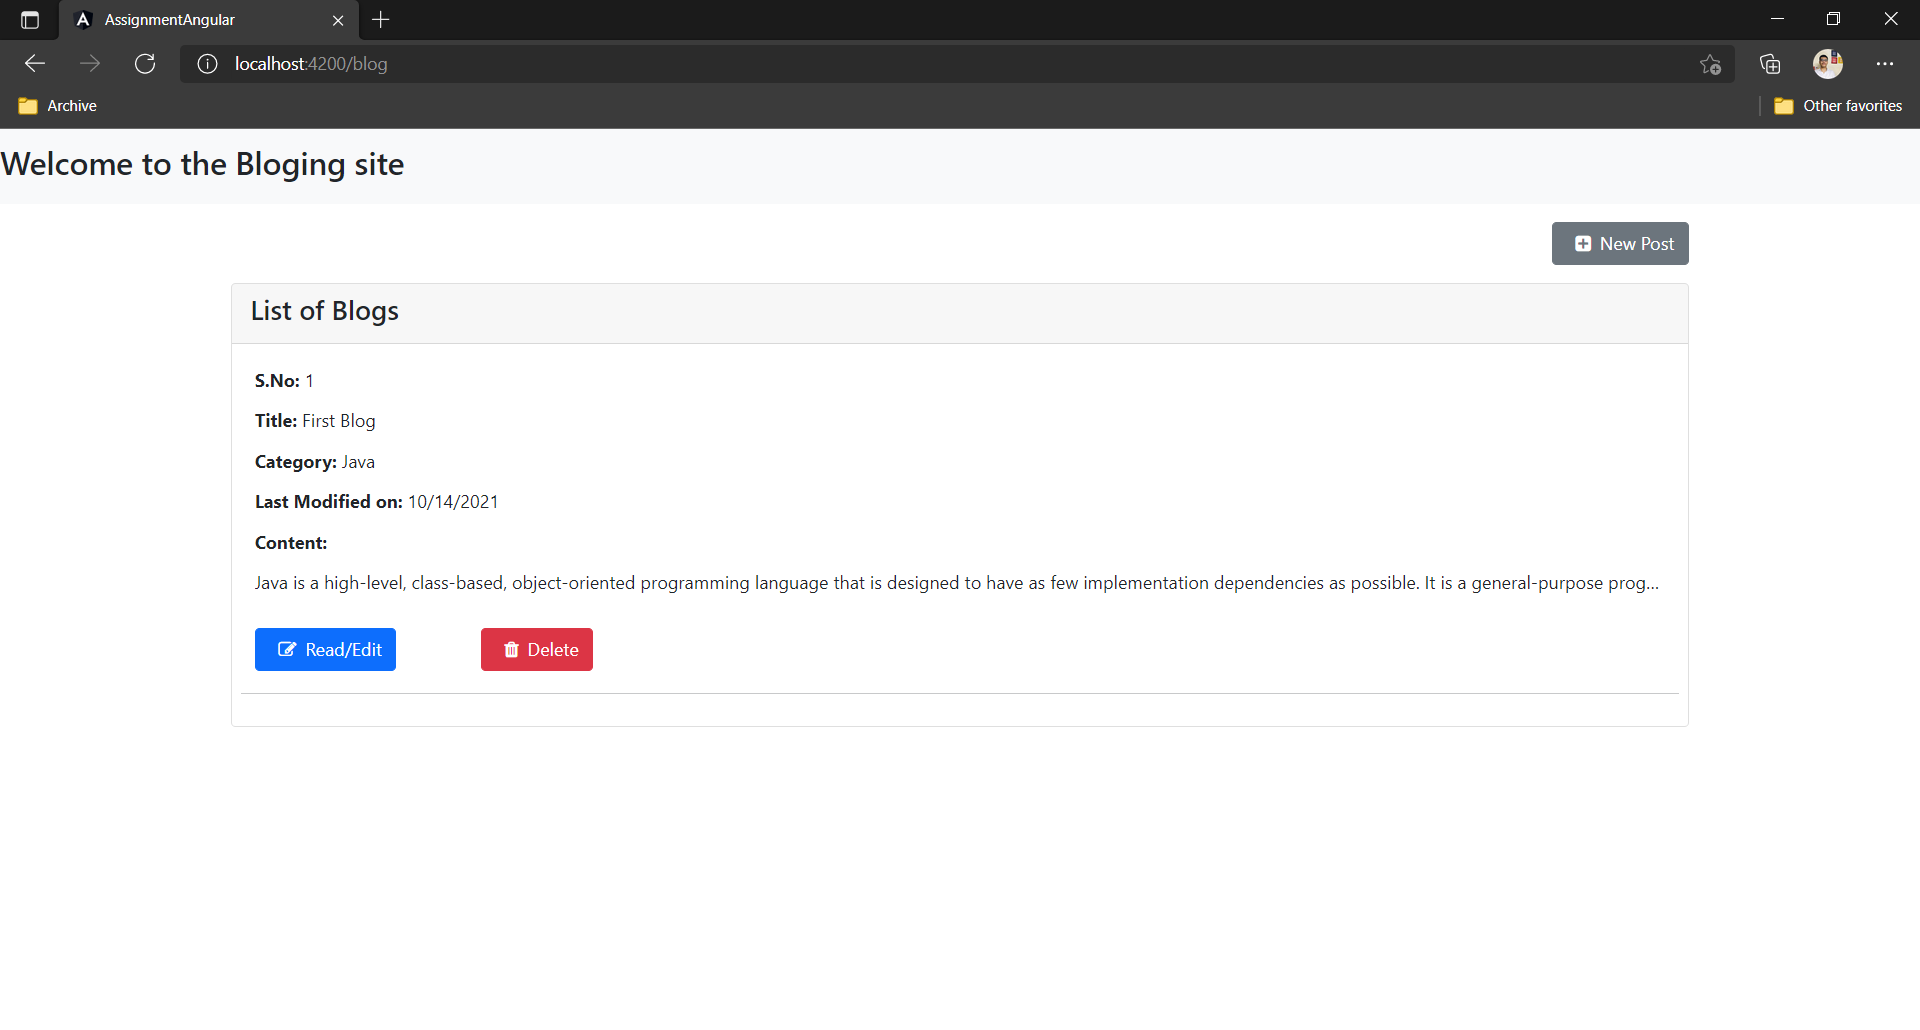 AssignmentAngular
localhost:4200/blog
Archive
Other favorites
Welcome to the Bloging site
New Post
List of Blogs
S.No: 1
Title: First Blog
Category: Java
Last Modified on: 10/14/2021
Content:
Java is a high-level, class-based, object-oriented programming language that is designed to have as few implementation dependencies as possible. It is a general-purpose prog...
Read/Edit
Delete